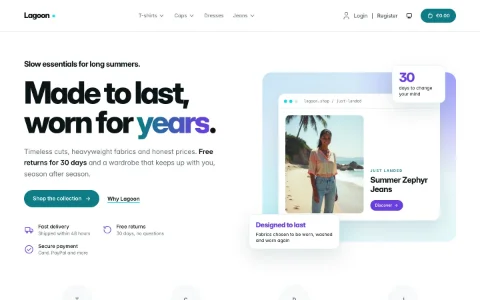 Lagoon
T-shirts
Caps
Dresses
Jeans
Login | Register
€0.00
Slow essentials for long summers.
Made to last,
worn for years.
Timeless cuts, heavyweight fabrics and honest prices. Free
returns for 30 days and a wardrobe that keeps up with you,
season after season.
Shop the collection →
Why Lagoon
Fast delivery
Shipped within 48 hours
Free returns
30 days, no questions
Secure payment
Card, PayPal and more
30
days to change
your mind
lagoon.shop / just landed
JUST LANDED
Summer Zephyr
Jeans
Discover →
Designed to last
Fabrics chosen to be worn, washed
and worn again